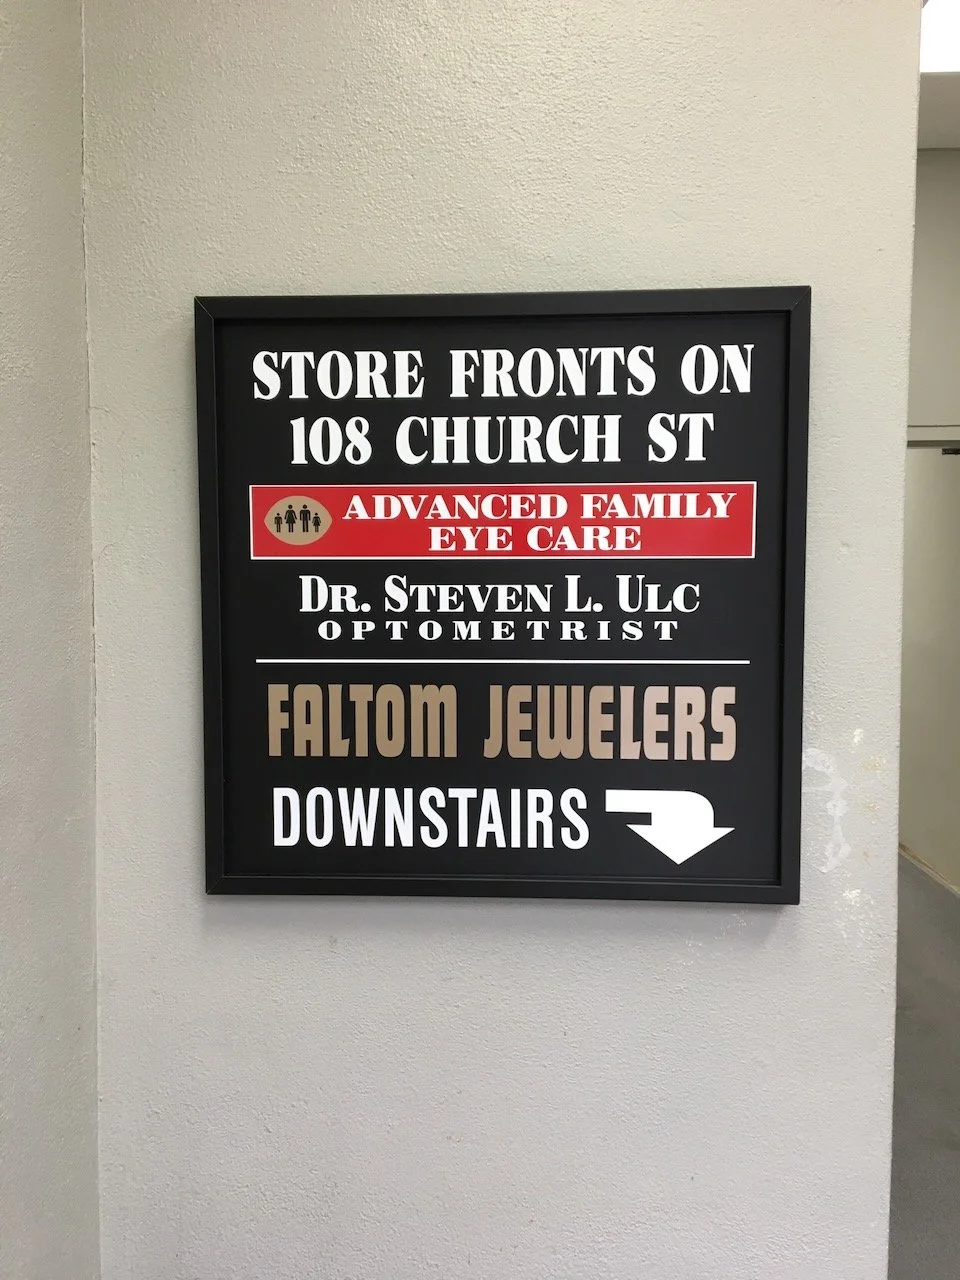 STORE FRONTS ON
108 CHURCH ST
ADVANCED FAMILY
EYE CARE
DR. STEVEN L. ULC
OPTOMETRIST
FALTOM JEWELERS
DOWNSTAIRS